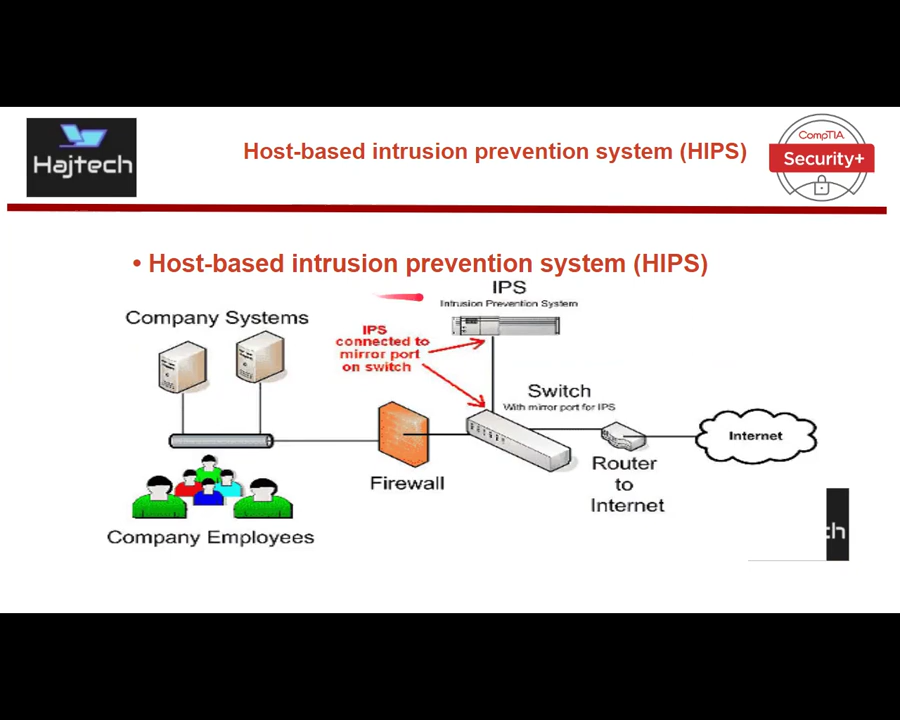 Hajtech
Host-based intrusion prevention system (HIPS)
CompTIA
Security+
• Host-based intrusion prevention system (HIPS)
IPS
Intrusion Prevention System
Company Systems
IPS
connected to
mirror port
on switch
Switch
With mirror port for IPS
Internet
Firewall
Router
to
Internet
Company Employees
ch